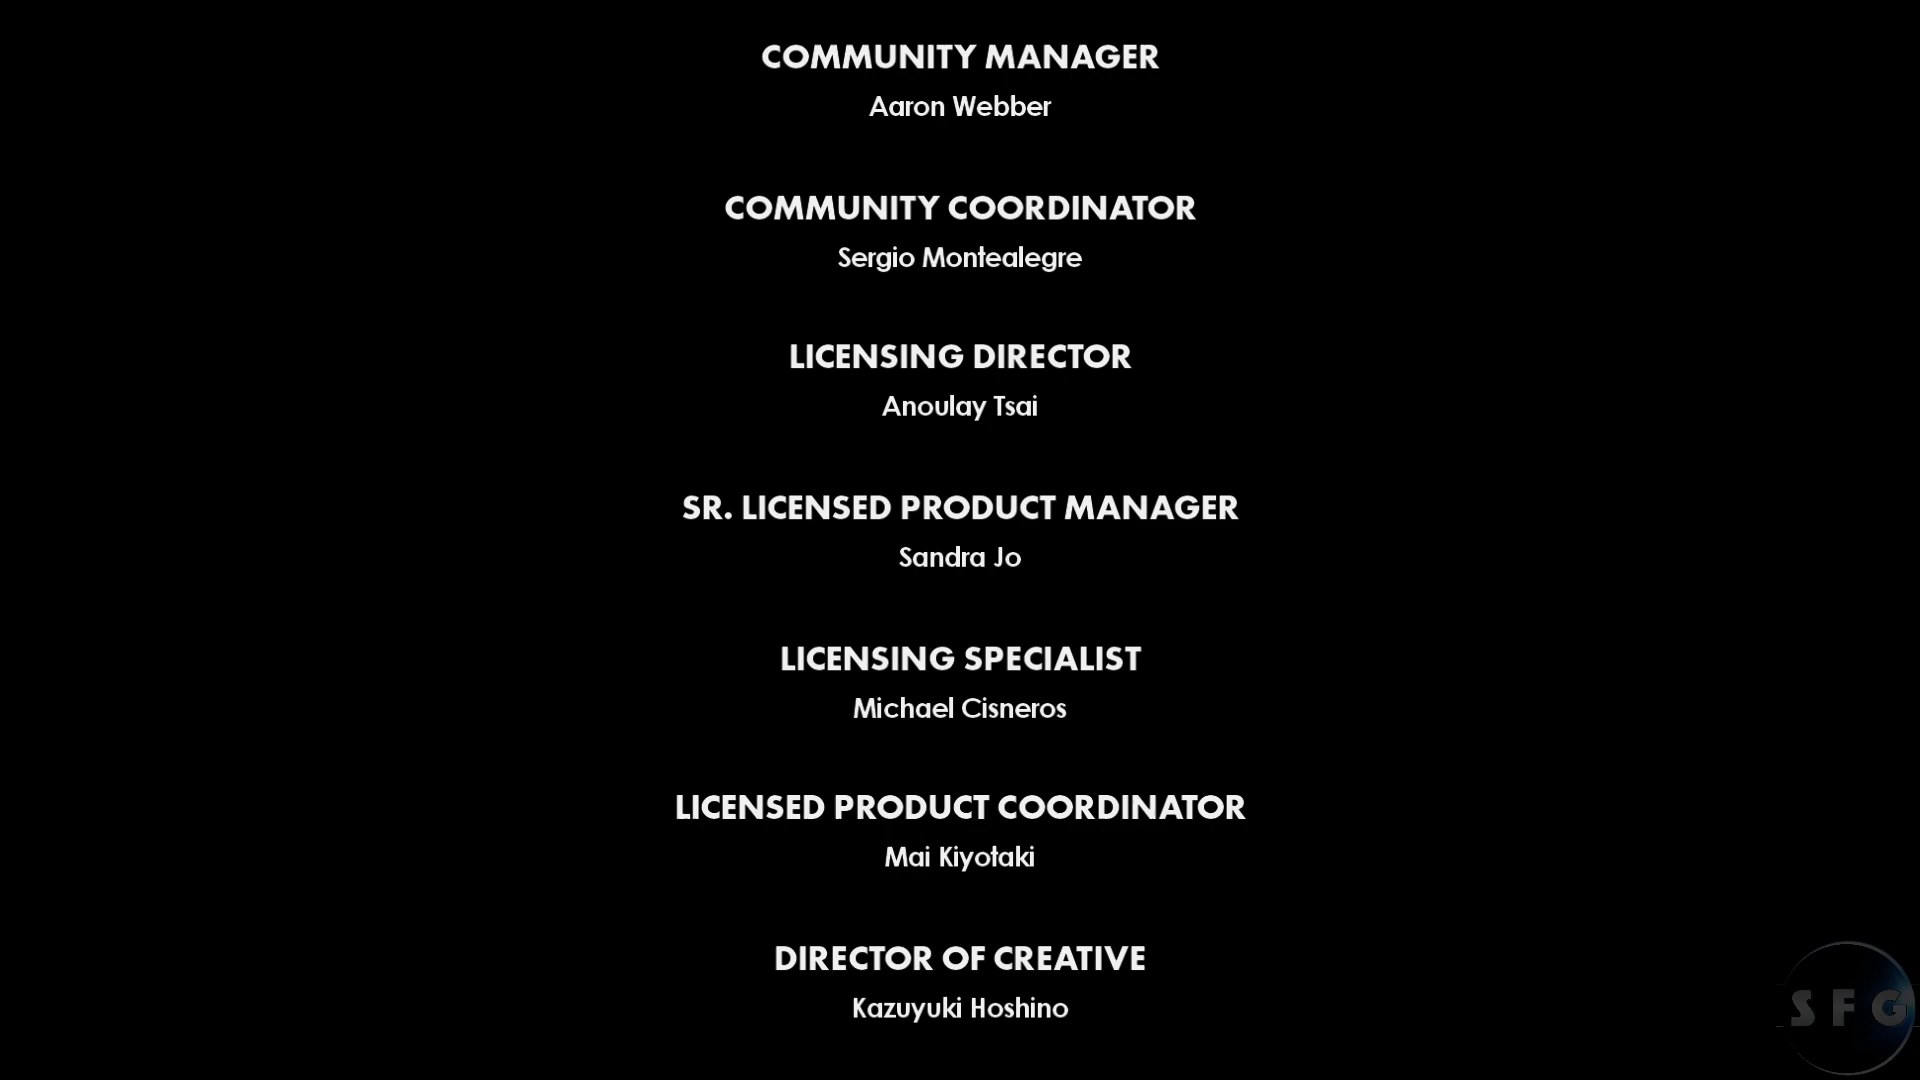 COMMUNITY MANAGER
Aaron Webber
COMMUNITY COORDINATOR
Sergio Montealegre
LICENSING DIRECTOR
Anoulay Tsai
SR. LICENSED PRODUCT MANAGER
Sandra Jo
LICENSING SPECIALIST
Michael Cisneros
LICENSED PRODUCT COORDINATOR
Mai Kiyotaki
DIRECTOR OF CREATIVE
Kazuyuki Hoshino
S F G